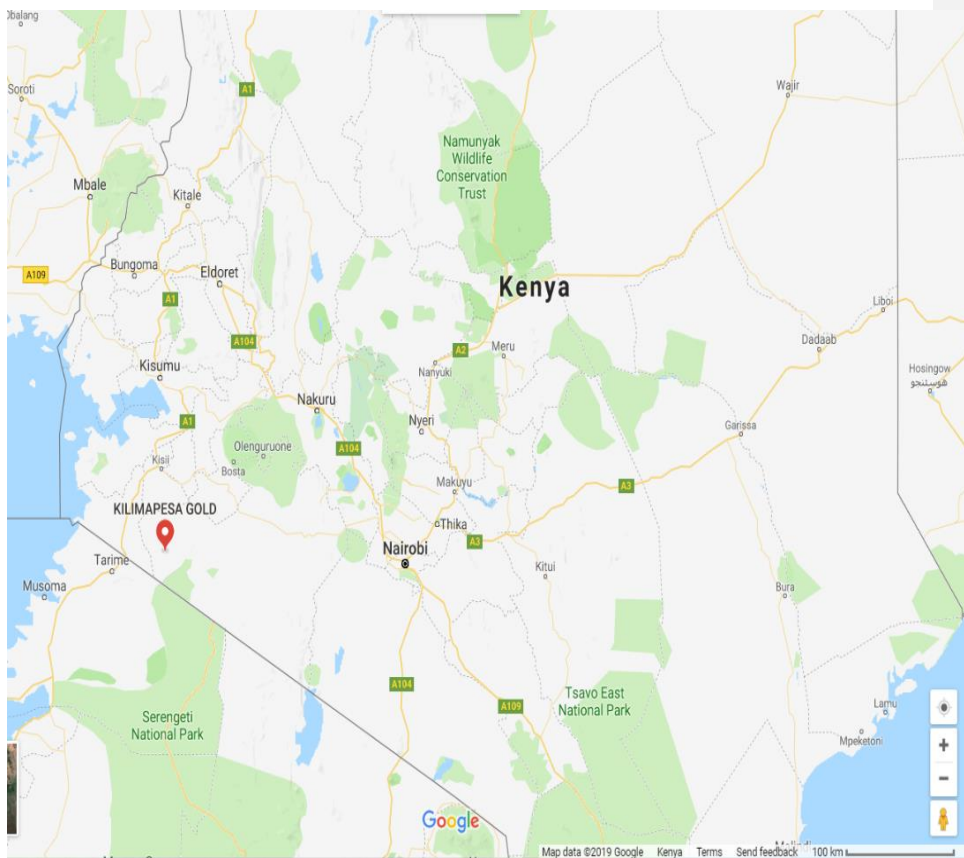 Obalang
A1
Soroti
Wajir
Namunyak
Wildlife
Conservation
Trust
Mbale
Kitale
A109
Bungoma
Eldoret
Kenya
A1
Liboi
A104
A2
Meru
Dadaab
Kisumu
Nanyuki
Hosingow
هوستنجو
Nakuru
A1
Nyeri
Garissa
Olenguruone
A104
Kisii
Bosta
Makuyu
A3
KILIMAPESA GOLD
Thika
A3
Nairobi
Tarime
Kitui
Musoma
Bura
A104
Tsavo East
National Park
A109
Lamu
Serengeti
National Park
Mpeketoni
Google
Map data ©2019 Google Kenya Terms Send feedback 100 km